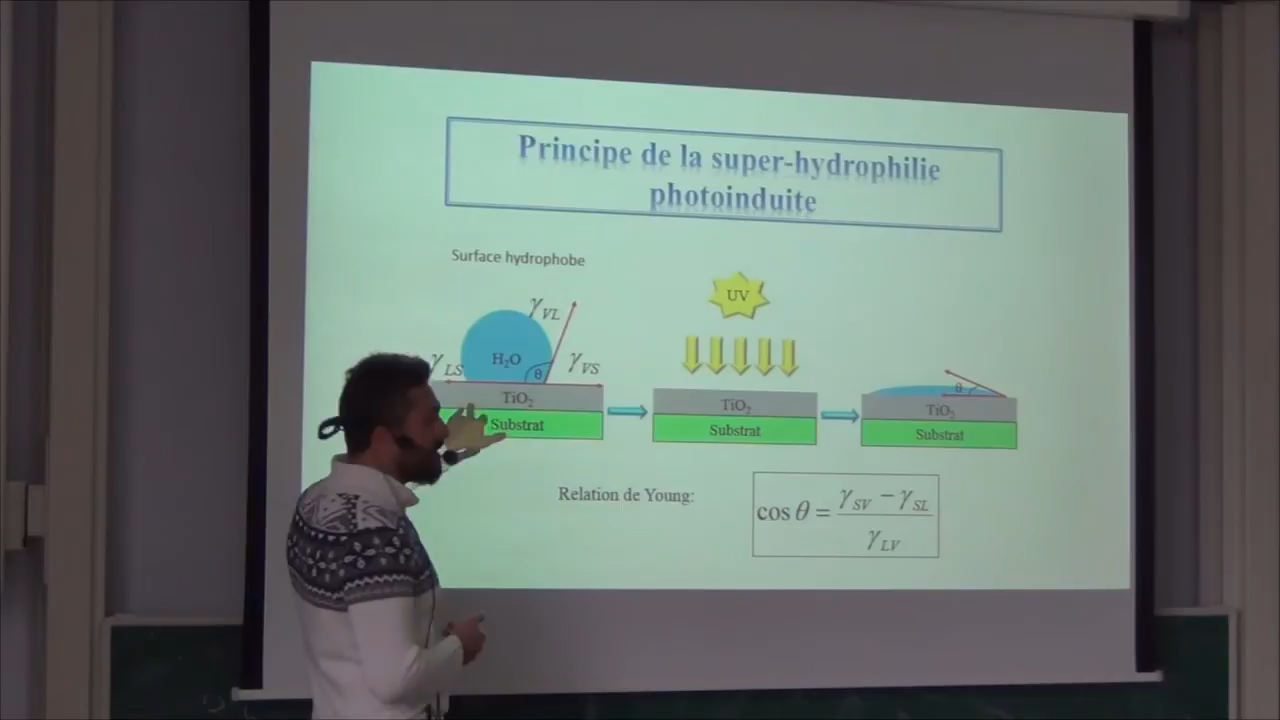 Principe de la super-hydrophilie
photoinduite
Surface hydrophobe
γVL
UV
γLS
H₂O
θ
γVS
TiO₂
Substrat
TiO₂
Substrat
θ
TiO₂
Substrat
Relation de Young:
cos θ = (γSV − γSL) / γLV